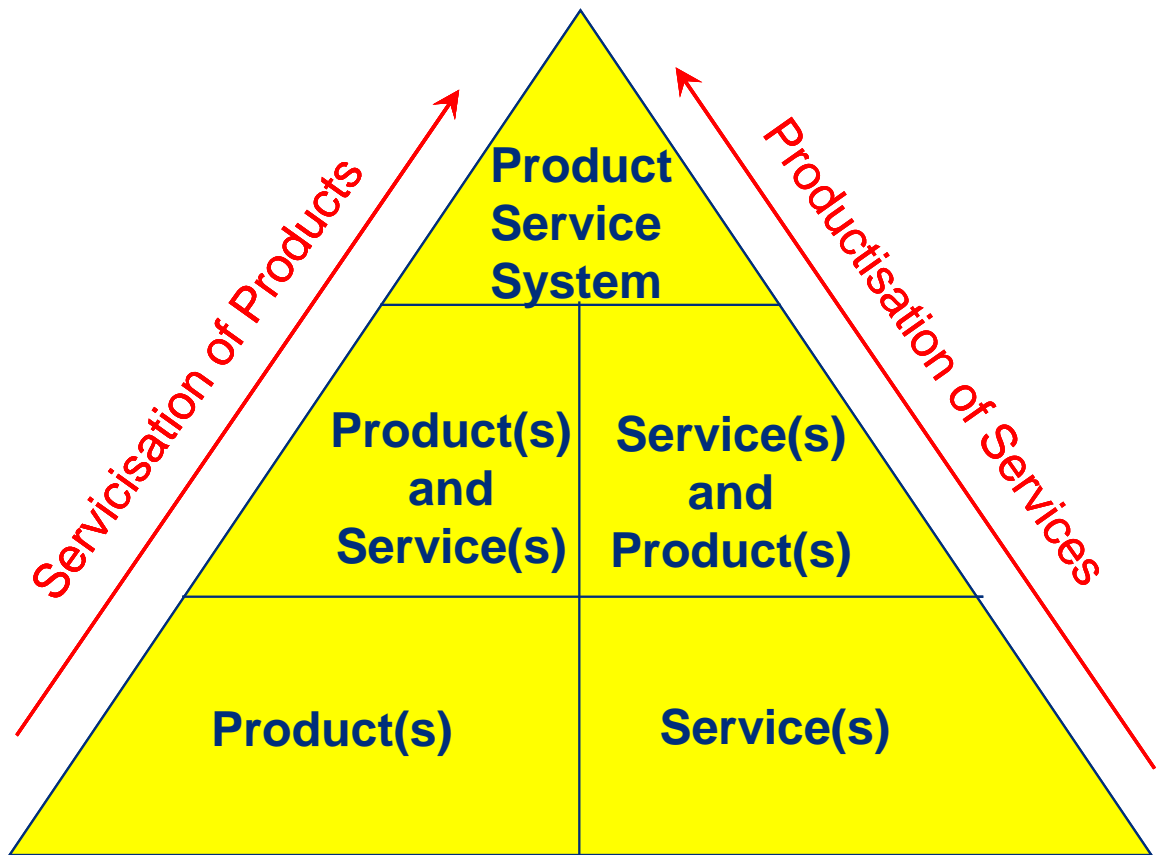 Servicisation of Products
Productisation of Services
Product
Service
System
Product(s)
and
Service(s)
Service(s)
and
Product(s)
Product(s)
Service(s)